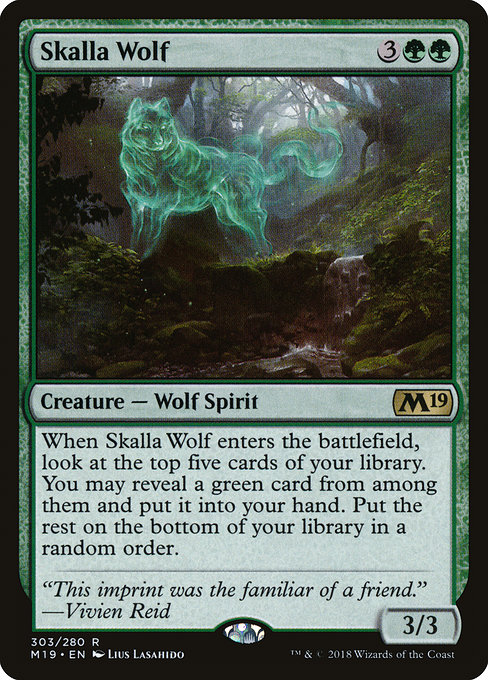 Skalla Wolf 3
Creature — Wolf Spirit M19
When Skalla Wolf enters the battlefield,
look at the top five cards of your library.
You may reveal a green card from among
them and put it into your hand. Put the
rest on the bottom of your library in a
random order.
“This imprint was the familiar of a friend.”
—Vivien Reid
3/3
303/280 R
M19 • EN Lius Lasahido ™ & © 2018 Wizards of the Coast